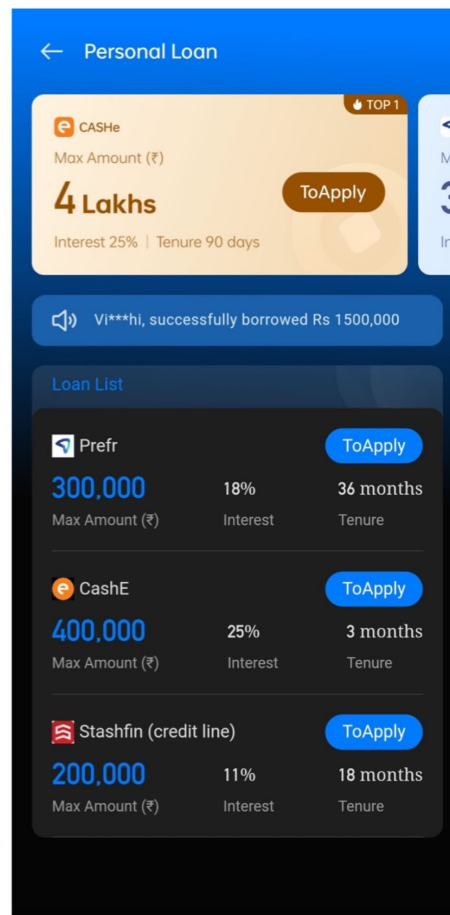 Personal Loan
TOP 1
CASHe
Max Amount (₹)
4 Lakhs
ToApply
Interest 25% | Tenure 90 days
Vi***hi, successfully borrowed Rs 1500,000
Loan List
Prefr
ToApply
300,000 18% 36 months
Max Amount (₹) Interest Tenure
CashE
ToApply
400,000 25% 3 months
Max Amount (₹) Interest Tenure
Stashfin (credit line)
ToApply
200,000 11% 18 months
Max Amount (₹) Interest Tenure